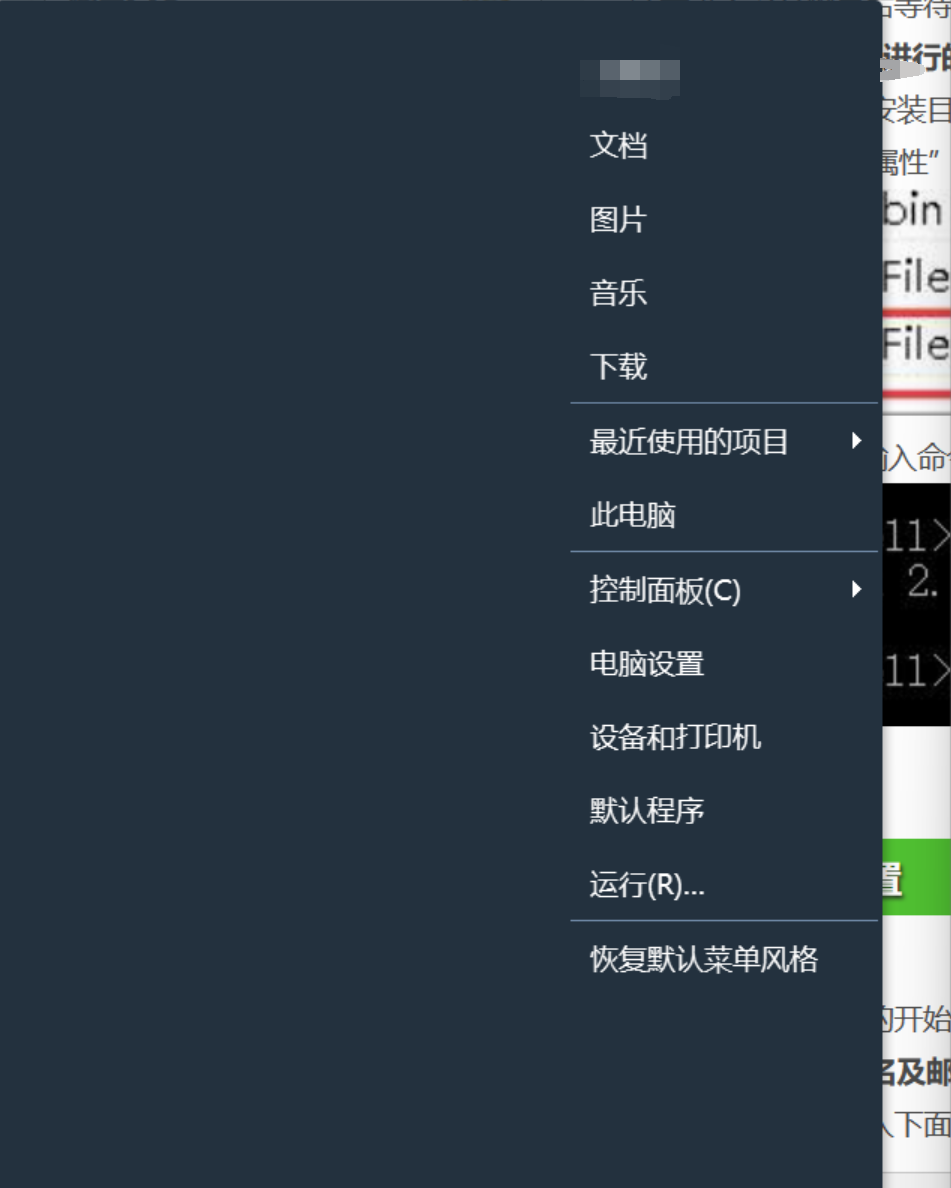 文档
图片
音乐
下载
最近使用的项目
此电脑
控制面板(C)
电脑设置
设备和打印机
默认程序
运行(R)...
恢复默认菜单风格
后等待
进行的
安装目
属性”
bin
File
File
输入命令
11>
2.
11>
置
的开始
名及邮
入下面